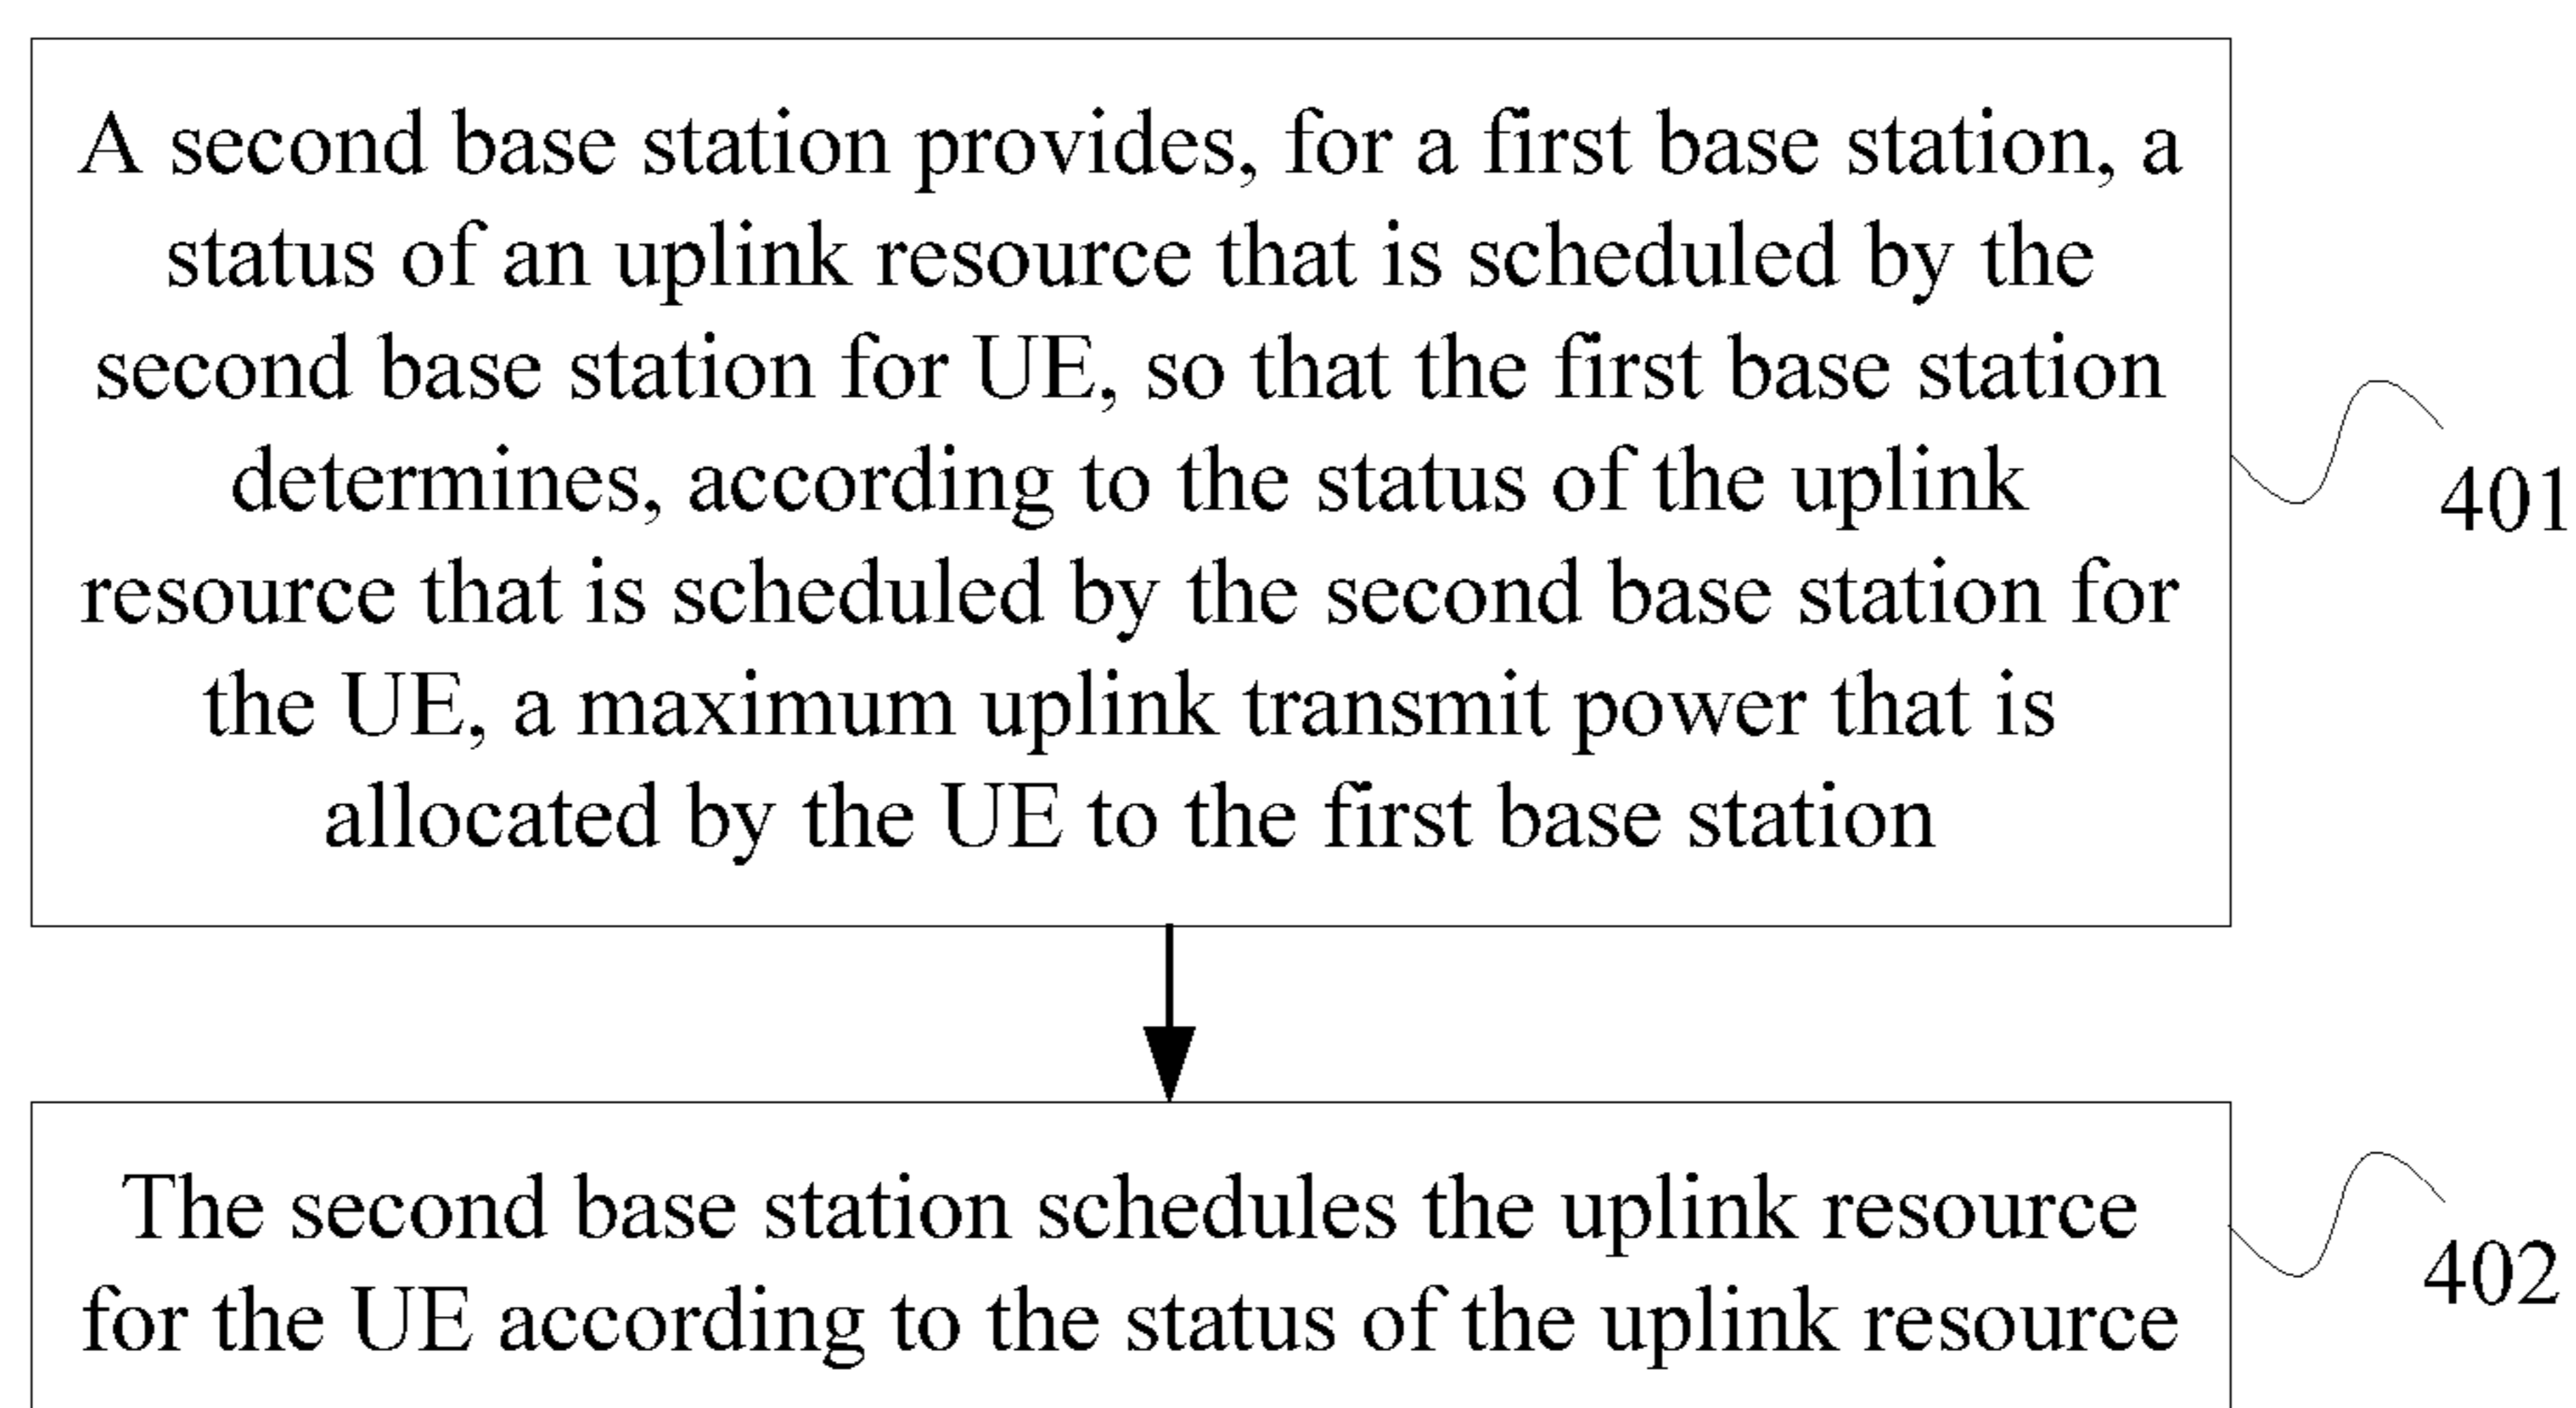 A second base station provides, for a first base station, a
status of an uplink resource that is scheduled by the
second base station for UE, so that the first base station
determines, according to the status of the uplink
resource that is scheduled by the second base station for
the UE, a maximum uplink transmit power that is
allocated by the UE to the first base station
401
The second base station schedules the uplink resource
for the UE according to the status of the uplink resource
402